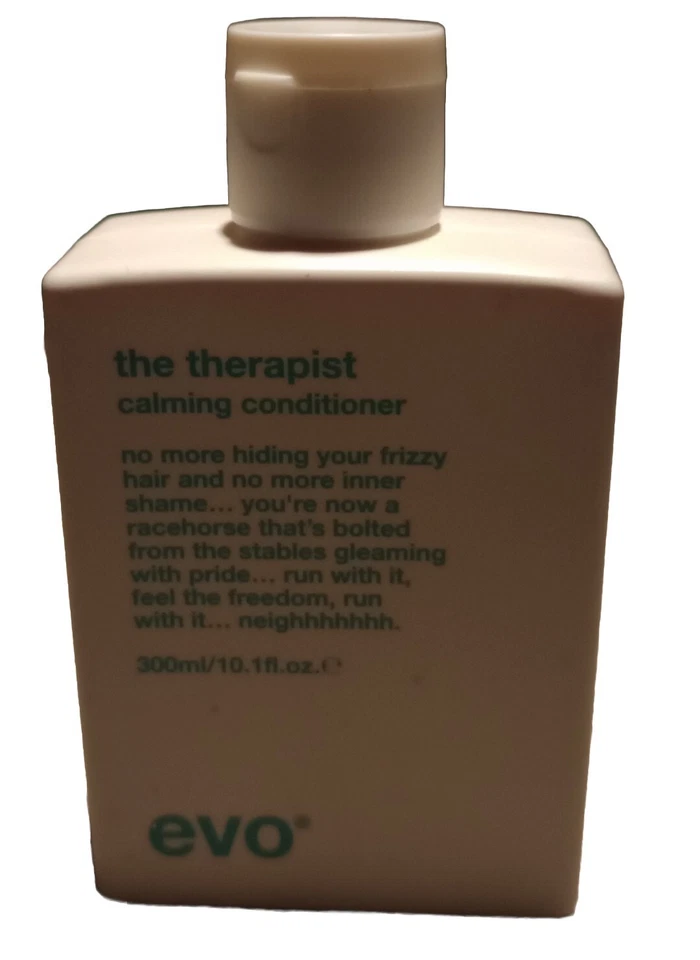 the therapist
calming conditioner
no more hiding your frizzy
hair and no more inner
shame... you're now a
racehorse that's bolted
from the stables gleaming
with pride... run with it,
feel the freedom, run
with it... neighhhhhhh.
300ml/10.1fl.oz.℮
evo®